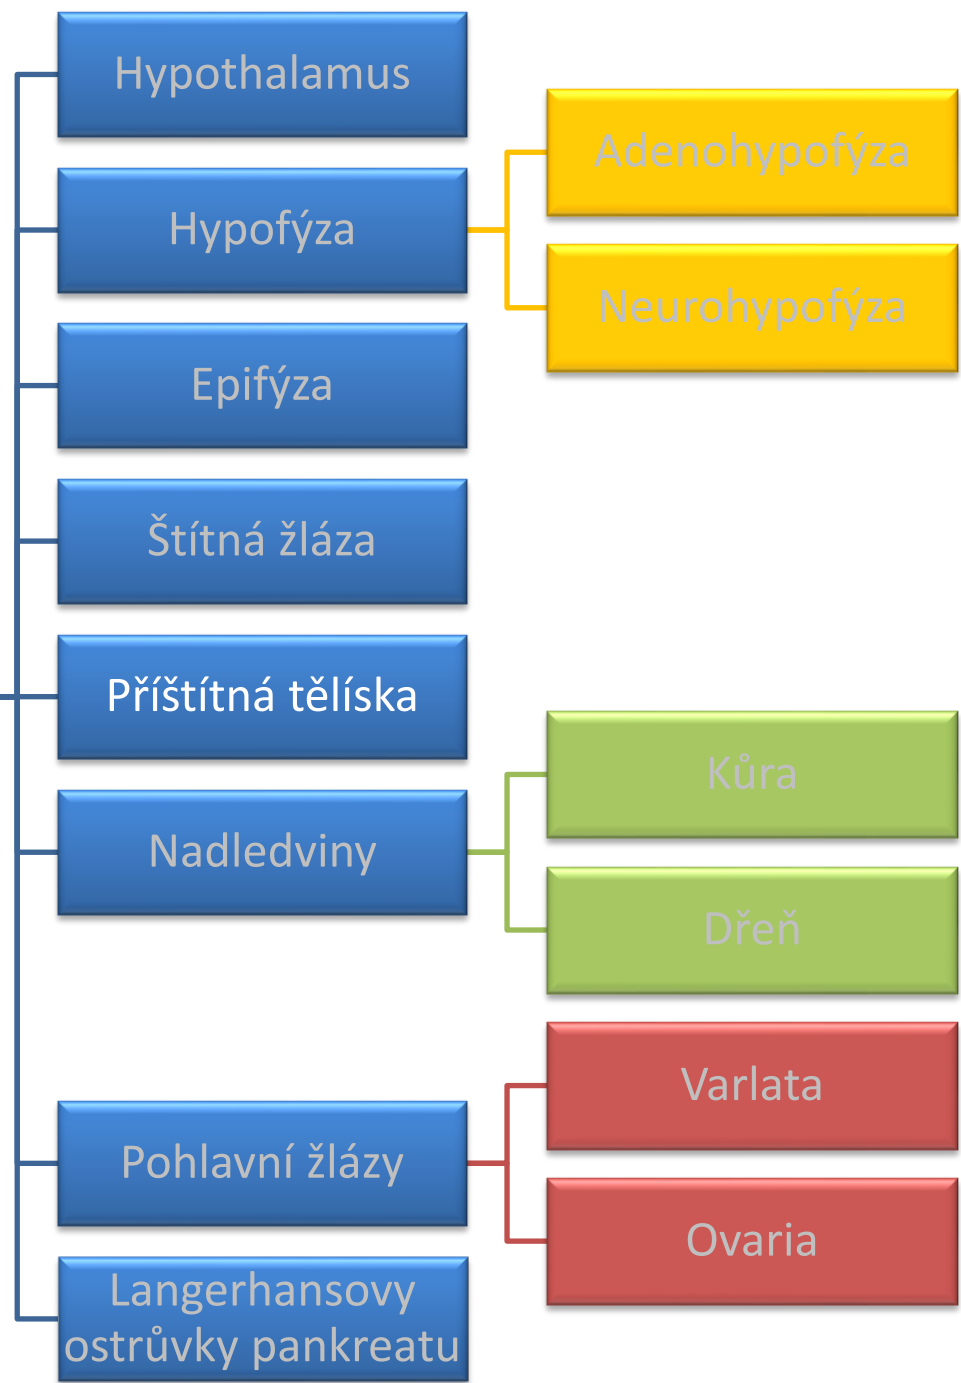 Hypothalamus
Hypofýza
Adenohypofýza
Neurohypofýza
Epifýza
Štítná žláza
Příštítná tělíska
Nadledviny
Kůra
Dřeň
Pohlavní žlázy
Varlata
Ovaria
Langerhansovy
ostrůvky pankreatu